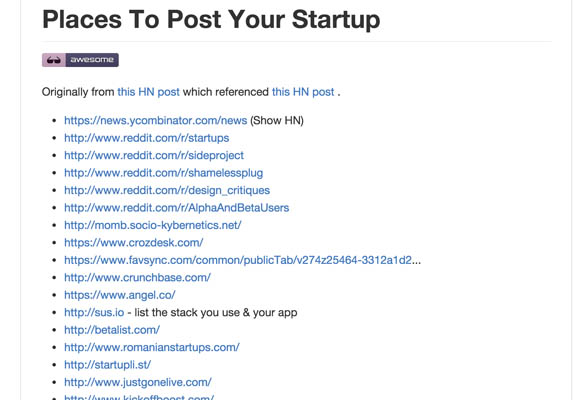 Places To Post Your Startup
awesome
Originally from this HN post which referenced this HN post .
https://news.ycombinator.com/news (Show HN)
http://www.reddit.com/r/startups
http://www.reddit.com/r/sideproject
http://www.reddit.com/r/shamelessplug
http://www.reddit.com/r/design_critiques
http://www.reddit.com/r/AlphaAndBetaUsers
http://momb.socio-kybernetics.net/
https://www.crozdesk.com/
https://www.favsync.com/common/publicTab/v274z25464-3312a1d2...
http://www.crunchbase.com/
https://www.angel.co/
http://sus.io - list the stack you use & your app
http://betalist.com/
http://www.romanianstartups.com/
http://startupli.st/
http://www.justgonelive.com/
http://www.kickoffboost.com/